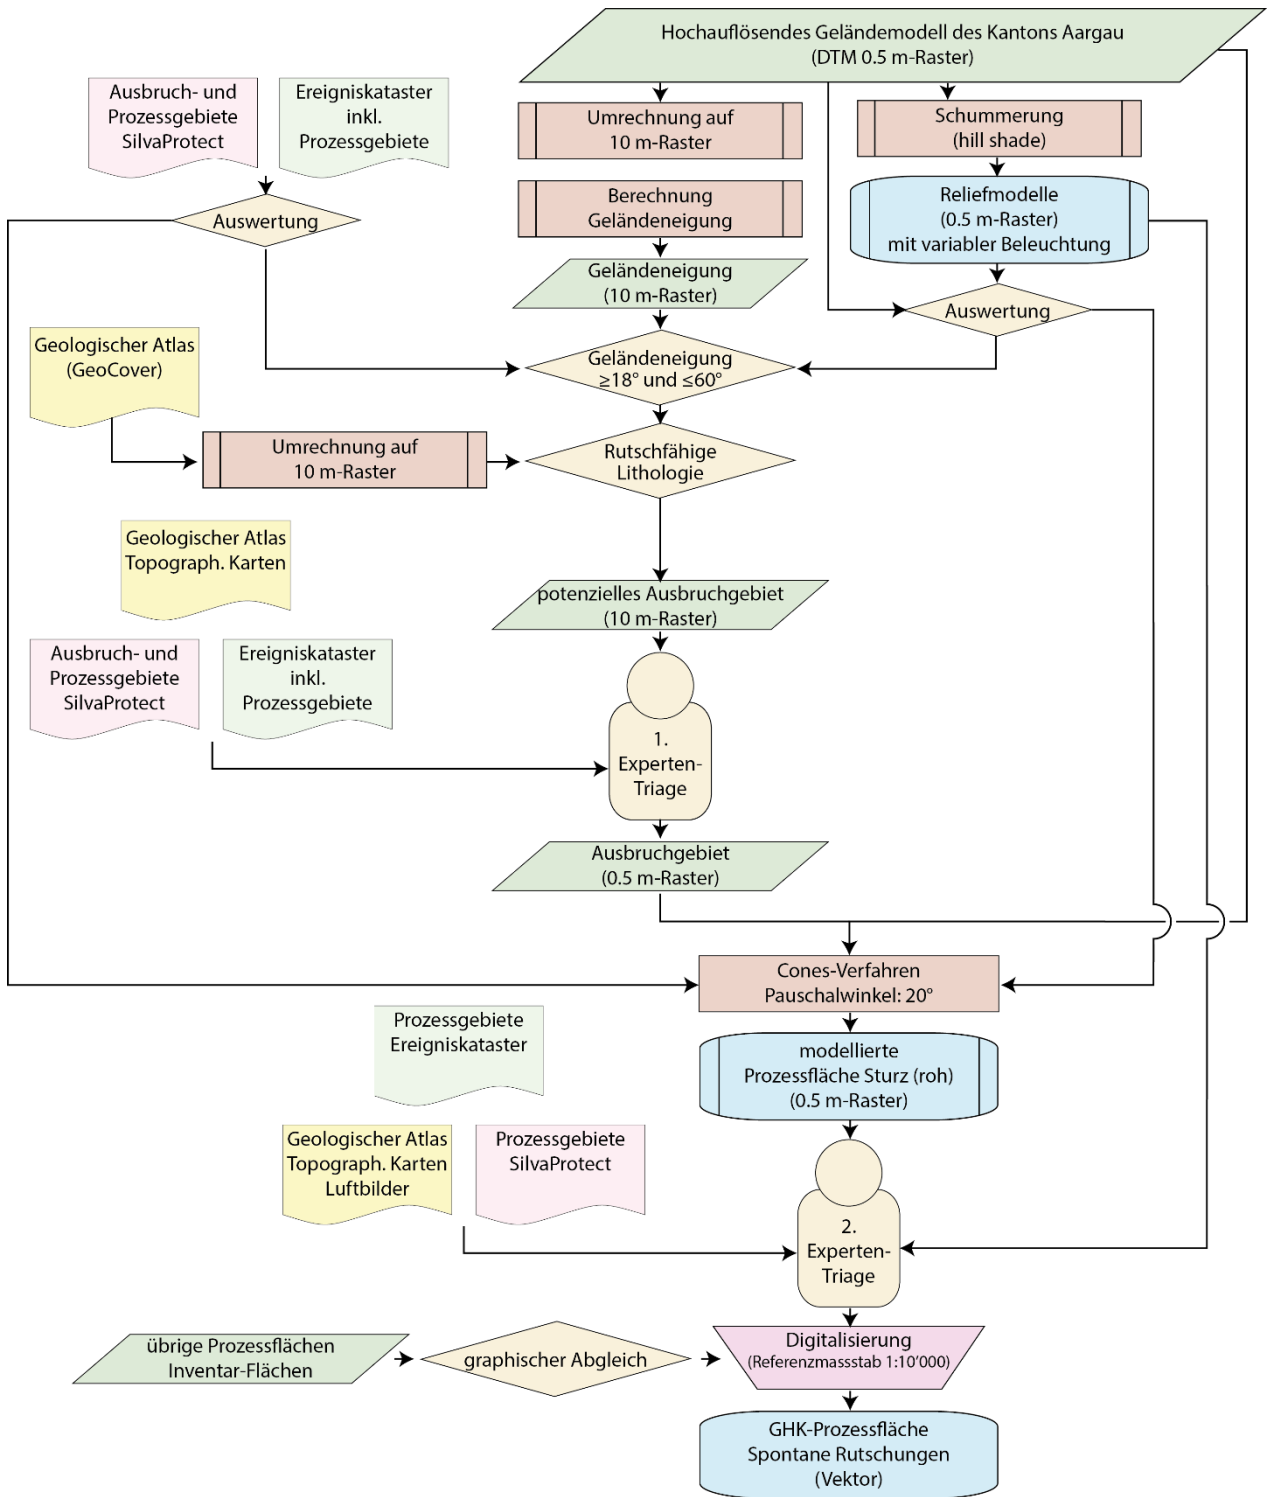 Hochauflösendes Geländemodell des Kantons Aargau
(DTM 0.5 m-Raster)
Ausbruch- und
Prozessgebiete
SilvaProtect
Ereigniskataster
inkl.
Prozessgebiete
Umrechnung auf
10 m-Raster
Schummerung
(hill shade)
Auswertung
Berechnung
Geländeneigung
Reliefmodelle
(0.5 m-Raster)
mit variabler Beleuchtung
Geländeneigung
(10 m-Raster)
Auswertung
Geologischer Atlas
(GeoCover)
Geländeneigung
≥18° und ≤60°
Umrechnung auf
10 m-Raster
Rutschfähige
Lithologie
Geologischer Atlas
Topograph. Karten
potenzielles Ausbruchgebiet
(10 m-Raster)
Ausbruch- und
Prozessgebiete
SilvaProtect
Ereigniskataster
inkl.
Prozessgebiete
1.
Experten-
Triage
Ausbruchgebiet
(0.5 m-Raster)
Cones-Verfahren
Pauschalwinkel: 20°
Prozessgebiete
Ereigniskataster
modellierte
Prozessfläche Sturz (roh)
(0.5 m-Raster)
Geologischer Atlas
Topograph. Karten
Luftbilder
Prozessgebiete
SilvaProtect
2.
Experten-
Triage
übrige Prozessflächen
Inventar-Flächen
graphischer Abgleich
Digitalisierung
(Referenzmassstab 1:10'000)
GHK-Prozessfläche
Spontane Rutschungen
(Vektor)